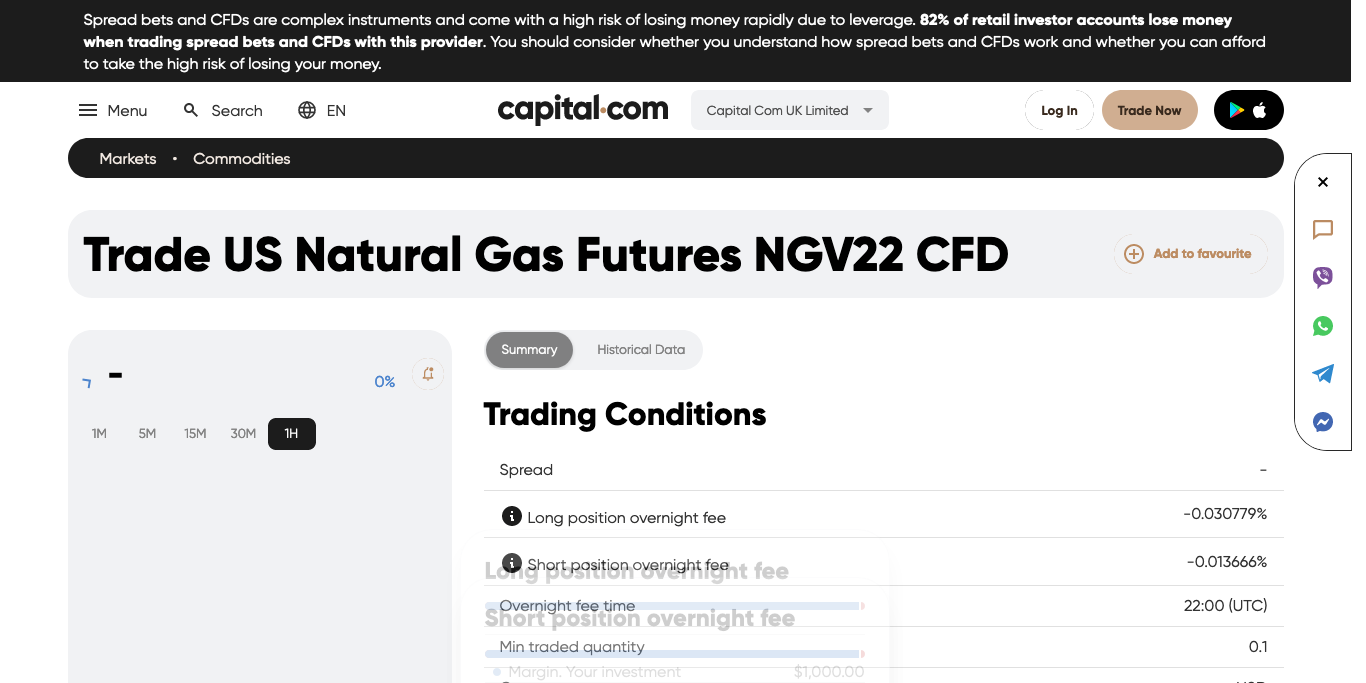 Spread bets and CFDs are complex instruments and come with a high risk of losing money rapidly due to leverage. 82% of retail investor accounts lose money
when trading spread bets and CFDs with this provider. You should consider whether you understand how spread bets and CFDs work and whether you can afford
to take the high risk of losing your money.
Menu Search EN capital.com Capital Com UK Limited Log In Trade Now
Markets • Commodities
Trade US Natural Gas Futures NGV22 CFD Add to favourite
Summary Historical Data
- 0%
1M 5M 15M 30M 1H
Trading Conditions
Spread -
Long position overnight fee -0.030779%
Short position overnight fee -0.013666%
Long position overnight fee
Overnight fee time 22:00 (UTC)
Short position overnight fee
Min traded quantity 0.1
Margin. Your investment $1,000.00